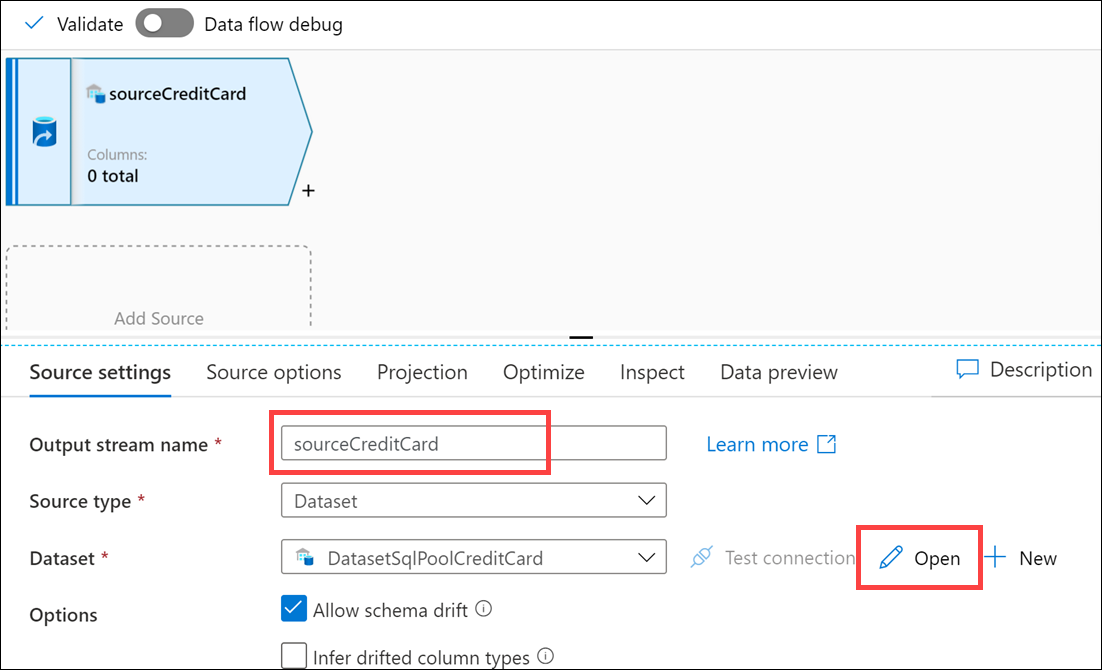 Validate Data flow debug
sourceCreditCard
Columns:
0 total
+
Add Source
Source settings Source options Projection Optimize Inspect Data preview Description
Output stream name * sourceCreditCard Learn more
Source type * Dataset
Dataset * DatasetSqlPoolCreditCard Test connection Open New
Options Allow schema drift
Infer drifted column types